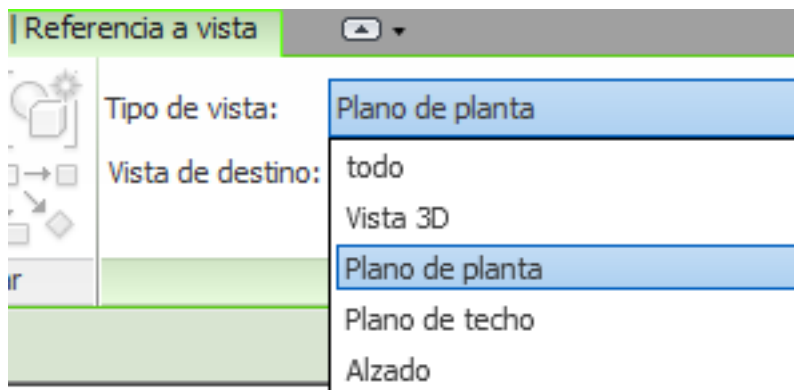 | Referencia a vista
Tipo de vista: Plano de planta
Vista de destino:
todo
Vista 3D
Plano de planta
Plano de techo
Alzado
ar